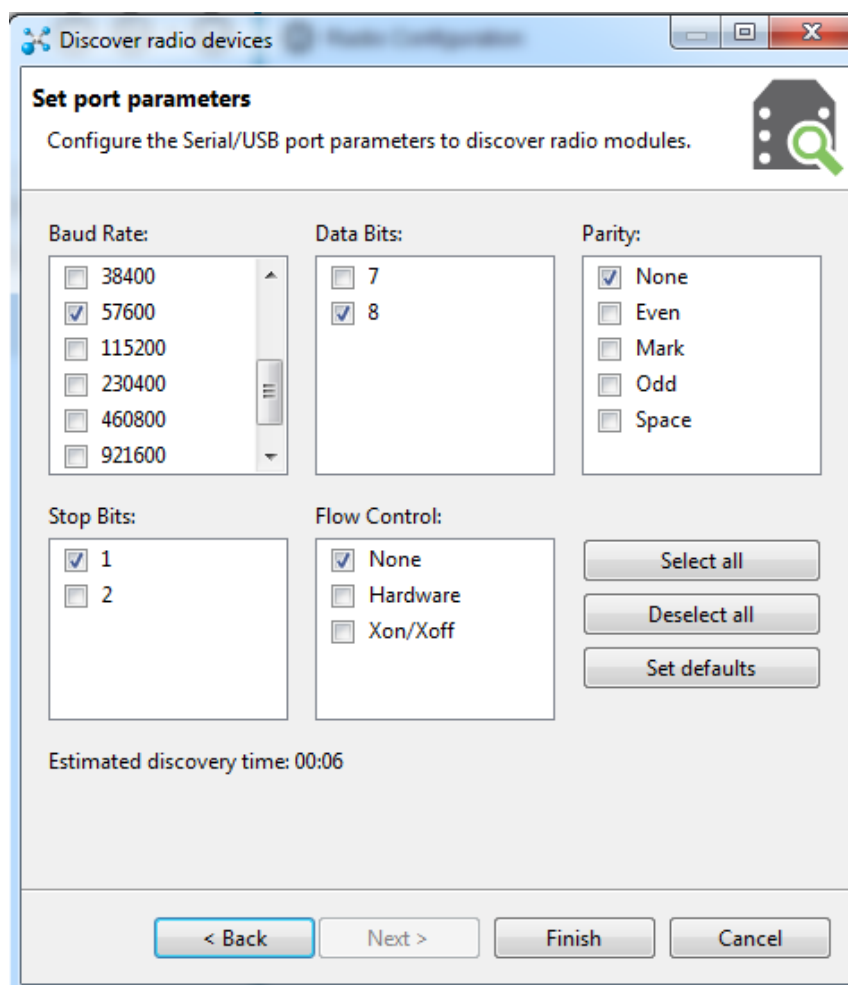 Discover radio devices
Set port parameters
Configure the Serial/USB port parameters to discover radio modules.
Baud Rate:
38400
57600
115200
230400
460800
921600
Data Bits:
7
8
Parity:
None
Even
Mark
Odd
Space
Stop Bits:
1
2
Flow Control:
None
Hardware
Xon/Xoff
Select all
Deselect all
Set defaults
Estimated discovery time: 00:06
< Back
Next >
Finish
Cancel